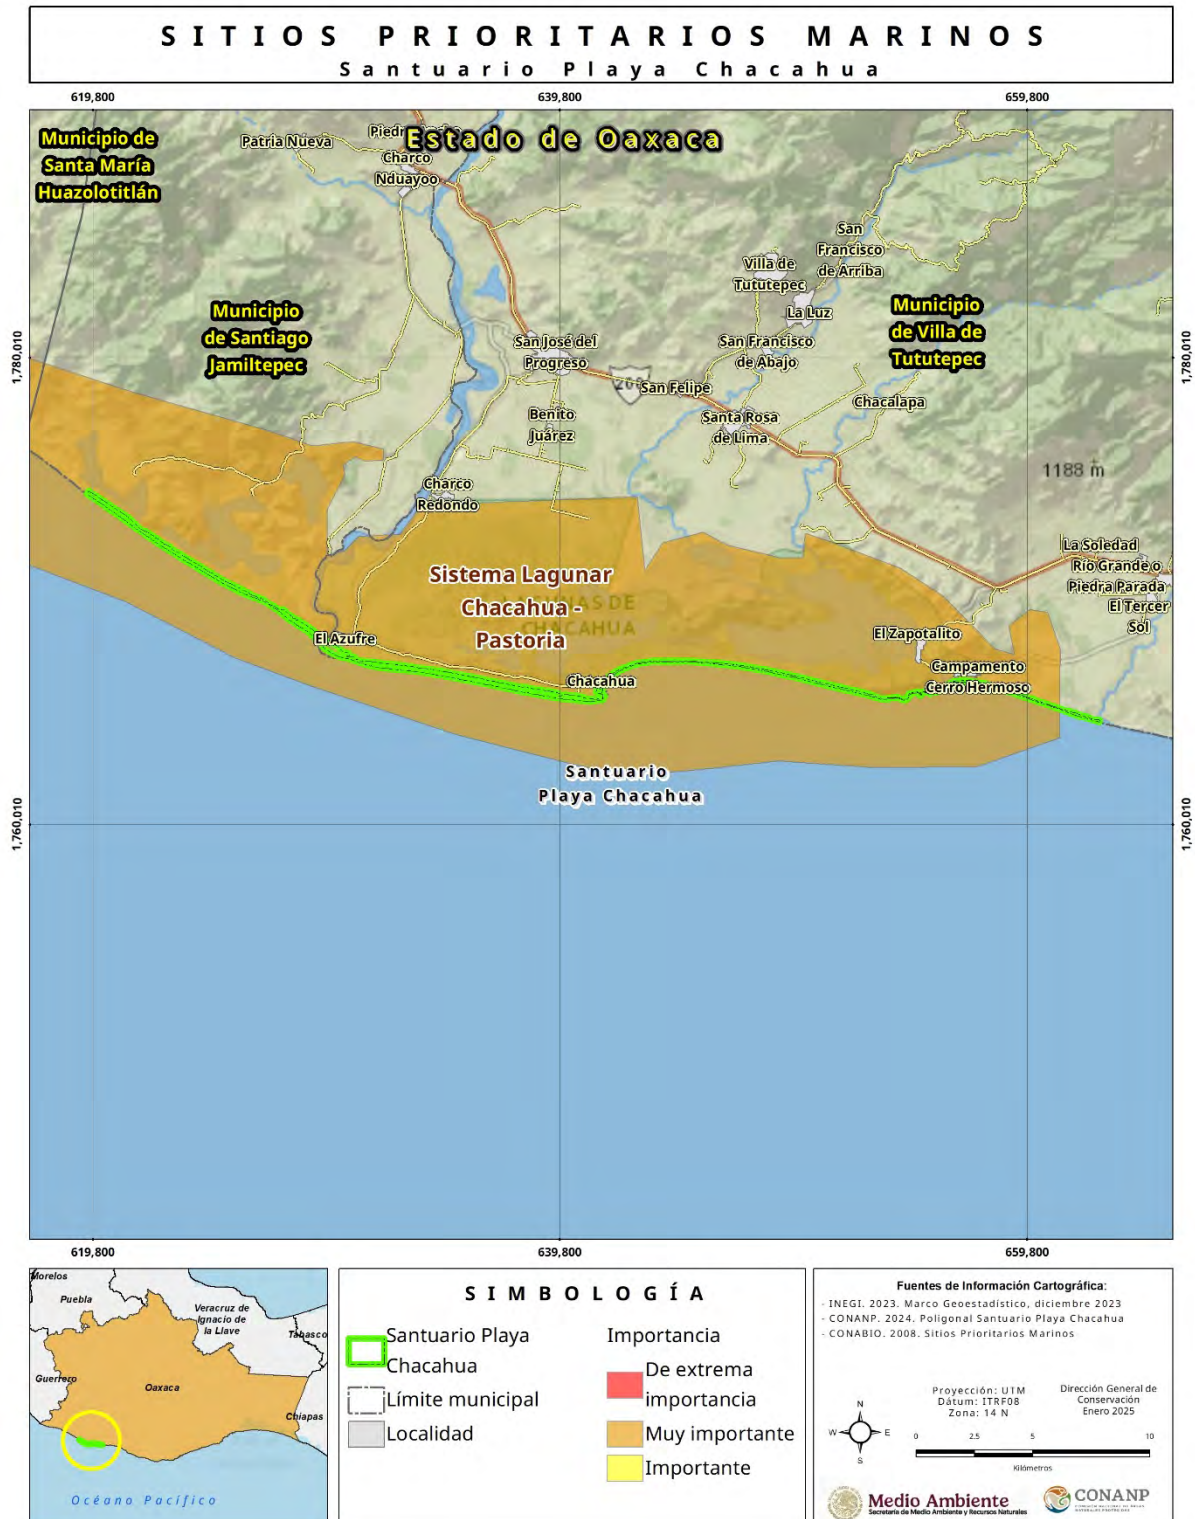 SITIOS PRIORITARIOS MARINOS
Santuario Playa Chacahua
619,800
639,800
659,800
Municipio de
Santa María
Huazolotitlán
Patria Nueva
Estado de Oaxaca
Charco
Nduayoo
San
Francisco
de Arriba
Villa de
Tututepec
La Luz
Municipio
de Santiago
Jamiltepec
Municipio
de Villa de
Tututepec
1,780,010
1,780,010
San José del
Progreso
San Francisco
de Abajo
San Felipe
Benito
Juárez
Santa Rosa
de Lima
Chacalapa
1188 m
Charco
Redondo
La Soledad
Río Grande o
Piedra Parada
El Tercer
Sol
Sistema Lagunar
Chacahua -
Pastoria
LAGUNAS DE
CHACAHUA
El Azufre
El Zapotalito
Campamento
Cerro Hermoso
Chacahua
Santuario
Playa Chacahua
1,760,010
1,760,010
619,800
639,800
659,800
Morelos
Puebla
Veracruz de
Ignacio de
la Llave
Tabasco
Guerrero
Oaxaca
Chiapas
Océano Pacífico
SIMBOLOGÍA
Santuario Playa
Chacahua
Límite municipal
Localidad
Importancia
De extrema
importancia
Muy importante
Importante
Fuentes de Información Cartográfica:
- INEGI. 2023. Marco Geoestadístico, diciembre 2023
- CONANP. 2024. Poligonal Santuario Playa Chacahua
- CONABIO. 2008. Sitios Prioritarios Marinos
Proyección: UTM
Dátum: ITRF08
Zona: 14 N
Dirección General de
Conservación
Enero 2025
N
W
E
S
0 2.5 5 10
Kilómetros
Medio Ambiente
Secretaría de Medio Ambiente y Recursos Naturales
CONANP